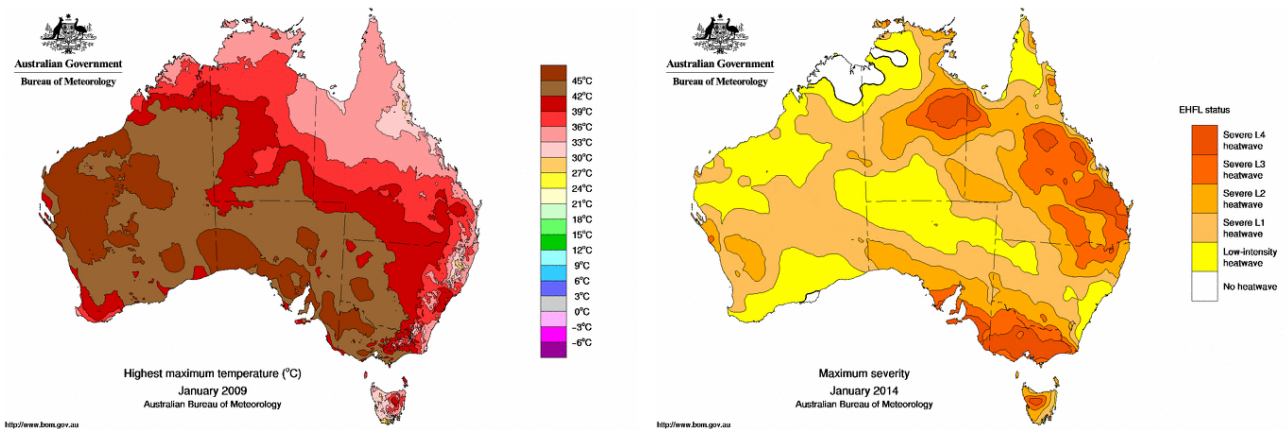 Australian Government
Bureau of Meteorology
45°C
42°C
39°C
36°C
33°C
30°C
27°C
24°C
21°C
18°C
15°C
12°C
9°C
6°C
3°C
0°C
-3°C
-6°C
Highest maximum temperature (°C)
January 2009
Australian Bureau of Meteorology
http://www.bom.gov.au
Australian Government
Bureau of Meteorology
EHFL status
Severe L4
heatwave
Severe L3
heatwave
Severe L2
heatwave
Severe L1
heatwave
Low-intensity
heatwave
No heatwave
Maximum severity
January 2014
Australian Bureau of Meteorology
http://www.bom.gov.au